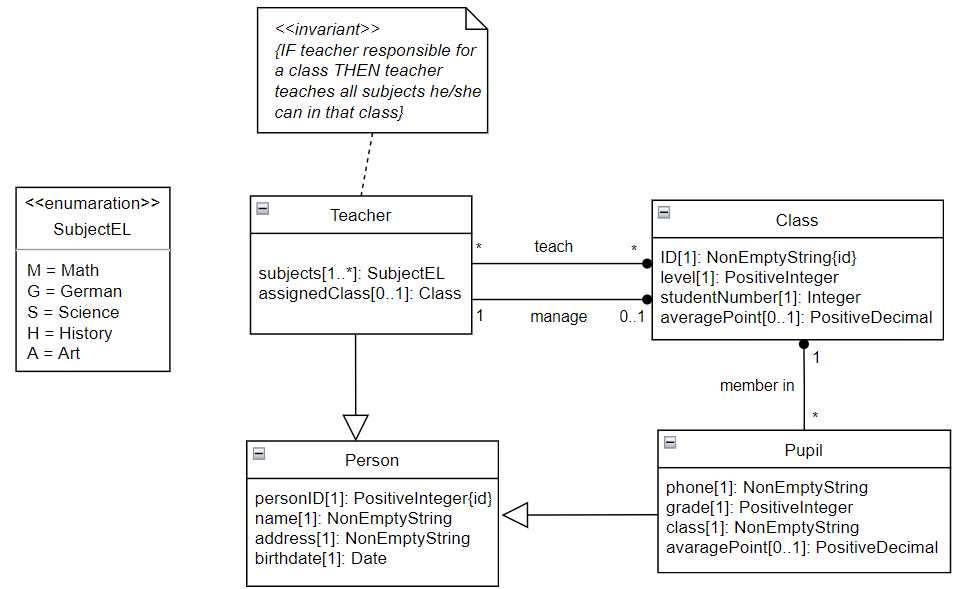 <<invariant>>
{IF teacher responsible for
a class THEN teacher
teaches all subjects he/she
can in that class}
<<enumaration>>
SubjectEL
M = Math
G = German
S = Science
H = History
A = Art
Teacher
subjects[1..*]: SubjectEL
assignedClass[0..1]: Class
* teach *
1 manage 0..1
Class
ID[1]: NonEmptyString{id}
level[1]: PositiveInteger
studentNumber[1]: Integer
averagePoint[0..1]: PositiveDecimal
1
member in
*
Person
personID[1]: PositiveInteger{id}
name[1]: NonEmptyString
address[1]: NonEmptyString
birthdate[1]: Date
Pupil
phone[1]: NonEmptyString
grade[1]: PositiveInteger
class[1]: NonEmptyString
avaragePoint[0..1]: PositiveDecimal